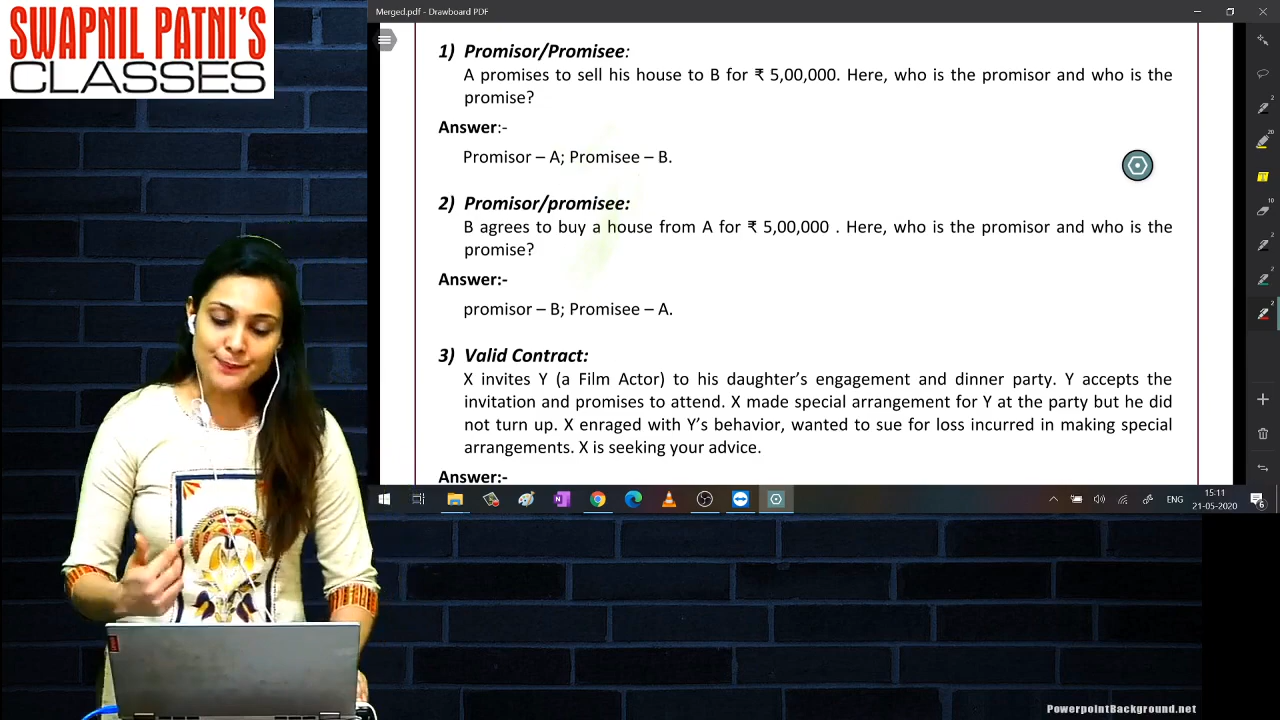 SWAPNIL PATNI'S
CLASSES
Merged.pdf - Drawboard PDF
1) Promisor/Promisee:
A promises to sell his house to B for ₹ 5,00,000. Here, who is the promisor and who is the
promise?
Answer:-
Promisor – A; Promisee – B.
2) Promisor/promisee:
B agrees to buy a house from A for ₹ 5,00,000 . Here, who is the promisor and who is the
promise?
Answer:-
promisor – B; Promisee – A.
3) Valid Contract:
X invites Y (a Film Actor) to his daughter's engagement and dinner party. Y accepts the
invitation and promises to attend. X made special arrangement for Y at the party but he did
not turn up. X enraged with Y's behavior, wanted to sue for loss incurred in making special
arrangements. X is seeking your advice.
Answer:-
ENG
15:11
21-05-2020
PowerpointBackground.net